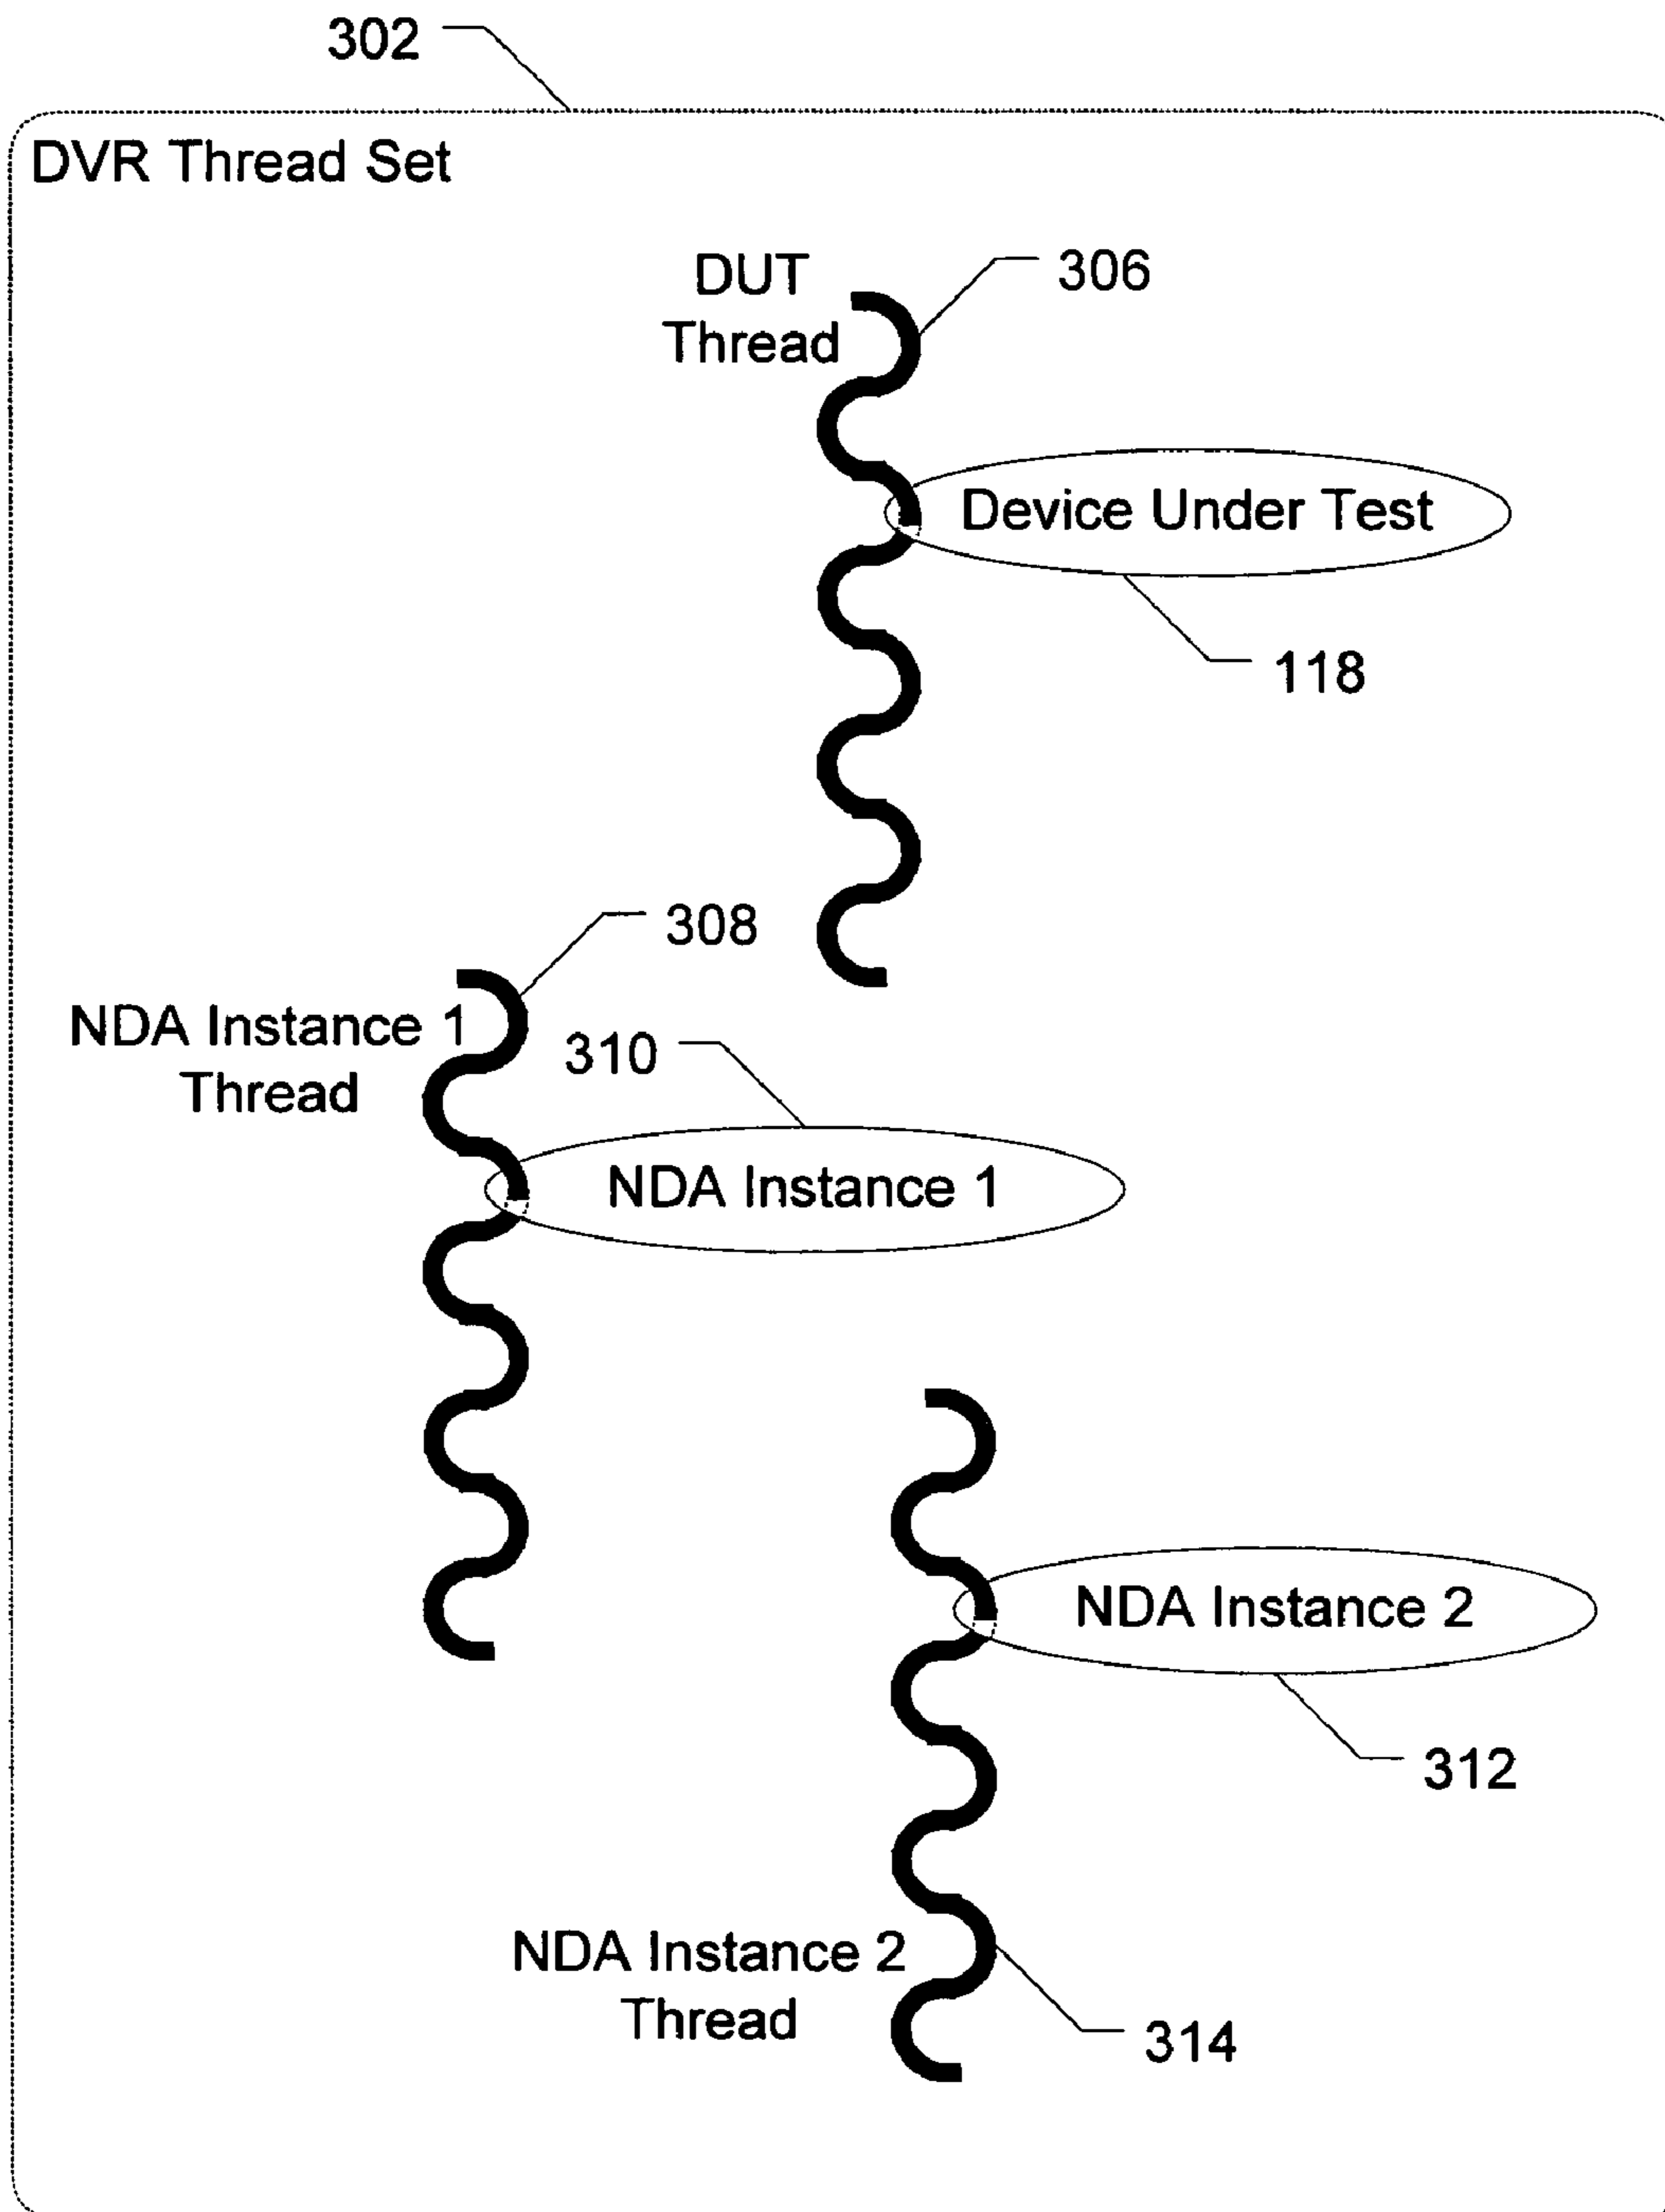 302
DVR Thread Set
DUT
Thread
306
Device Under Test
118
308
NDA Instance 1
Thread
310
NDA Instance 1
NDA Instance 2
312
NDA Instance 2
Thread
314